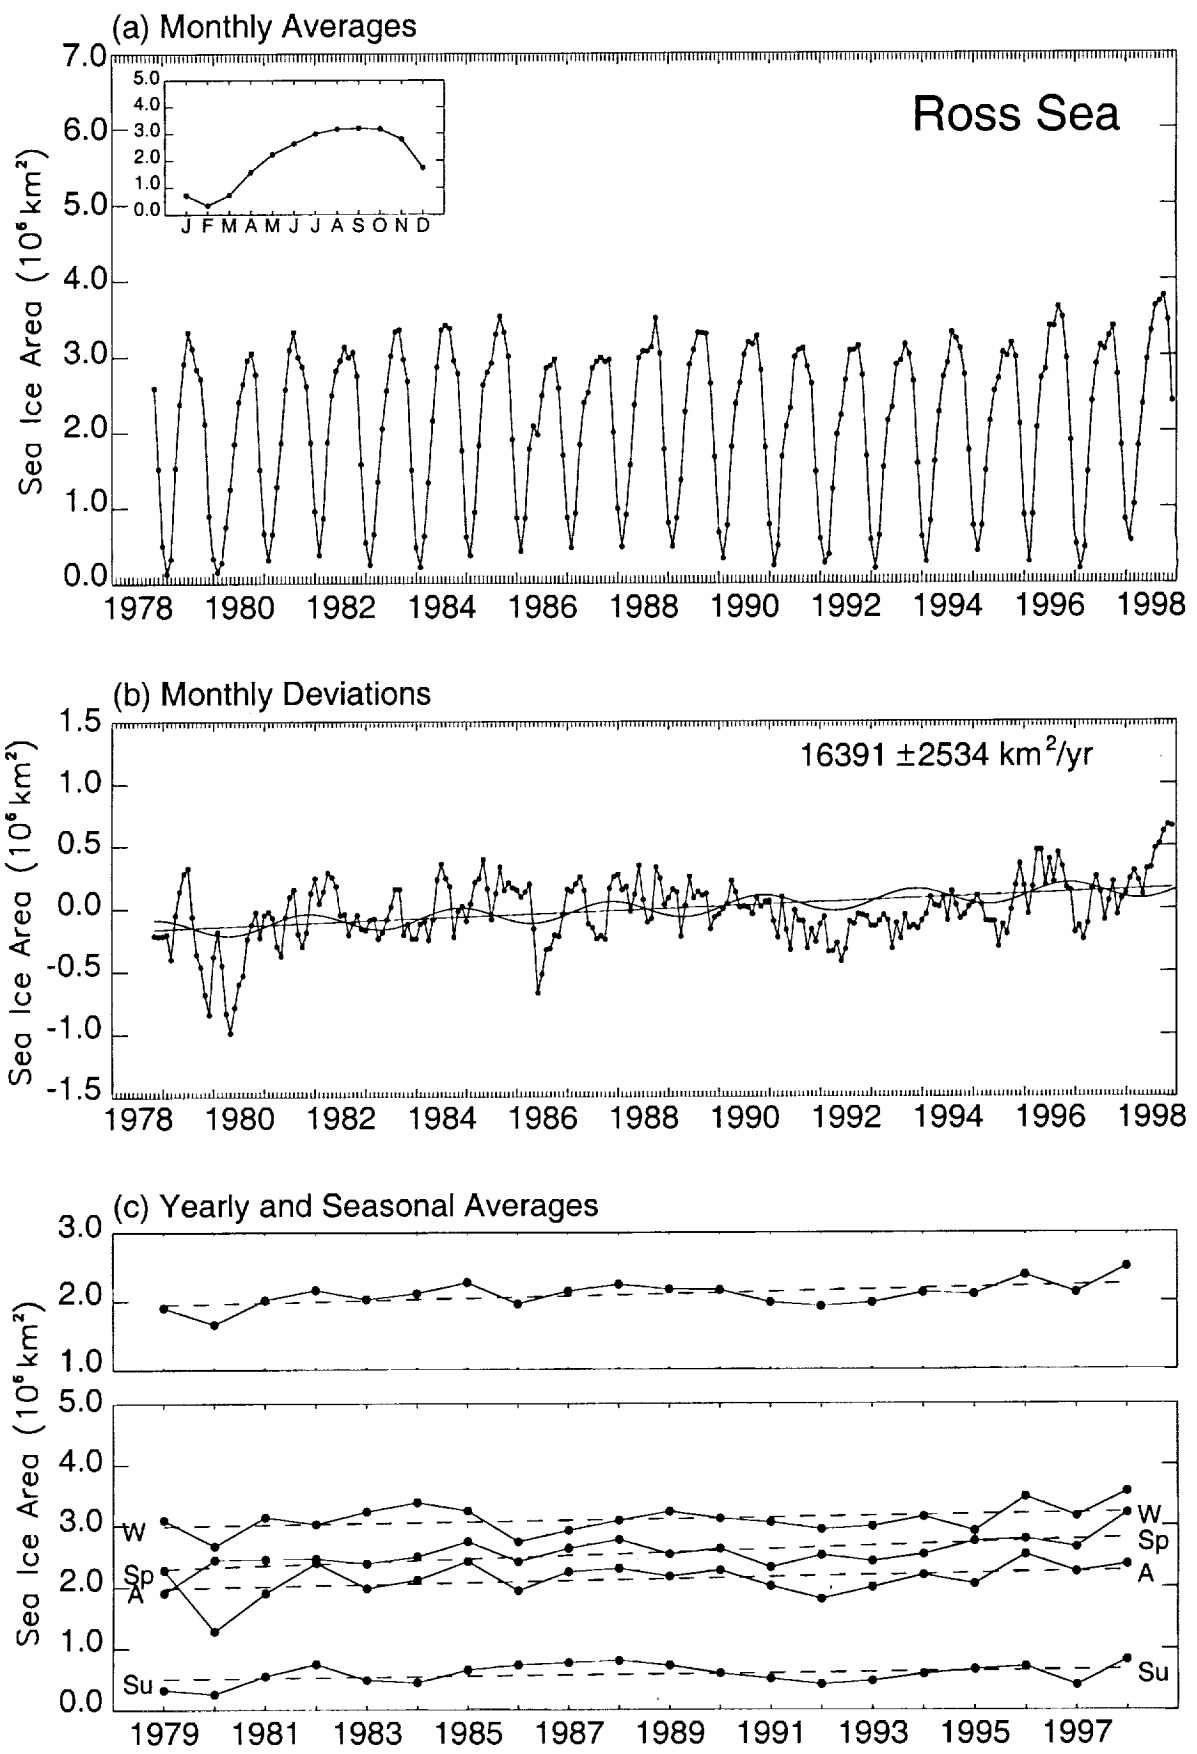 (a) Monthly Averages
Ross Sea
Sea Ice Area (10⁶ km²)
7.0
6.0
5.0
4.0
3.0
2.0
1.0
0.0
5.0
4.0
3.0
2.0
1.0
0.0
J F M A M J J A S O N D
1978 1980 1982 1984 1986 1988 1990 1992 1994 1996 1998
(b) Monthly Deviations
16391 ±2534 km²/yr
Sea Ice Area (10⁶ km²)
1.5
1.0
0.5
0.0
-0.5
-1.0
-1.5
1978 1980 1982 1984 1986 1988 1990 1992 1994 1996 1998
(c) Yearly and Seasonal Averages
Sea Ice Area (10⁶ km²)
3.0
2.0
1.0
5.0
4.0
3.0
2.0
1.0
0.0
W
Sp
A
Su
W
Sp
A
Su
1979 1981 1983 1985 1987 1989 1991 1993 1995 1997